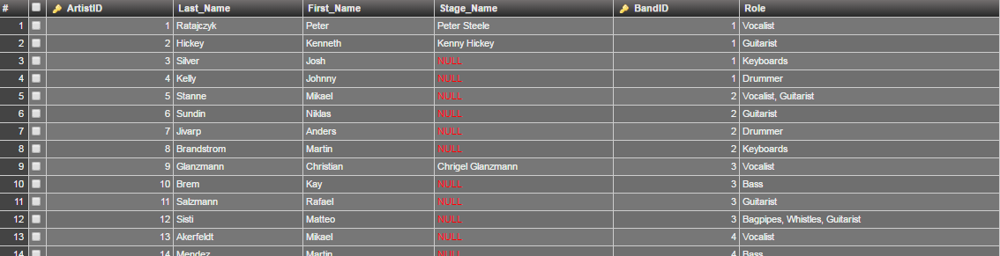 # ArtistID Last_Name First_Name Stage_Name BandID Role
1 1 Ratajczyk Peter Peter Steele 1 Vocalist
2 2 Hickey Kenneth Kenny Hickey 1 Guitarist
3 3 Silver Josh NULL 1 Keyboards
4 4 Kelly Johnny NULL 1 Drummer
5 5 Stanne Mikael NULL 2 Vocalist, Guitarist
6 6 Sundin Niklas NULL 2 Guitarist
7 7 Jivarp Anders NULL 2 Drummer
8 8 Brandstrom Martin NULL 2 Keyboards
9 9 Glanzmann Christian Chrigel Glanzmann 3 Vocalist
10 10 Brem Kay NULL 3 Bass
11 11 Salzmann Rafael NULL 3 Guitarist
12 12 Sisti Matteo NULL 3 Bagpipes, Whistles, Guitarist
13 13 Akerfeldt Mikael NULL 4 Vocalist
14 14 Mendez Martin NULL 4 Bass